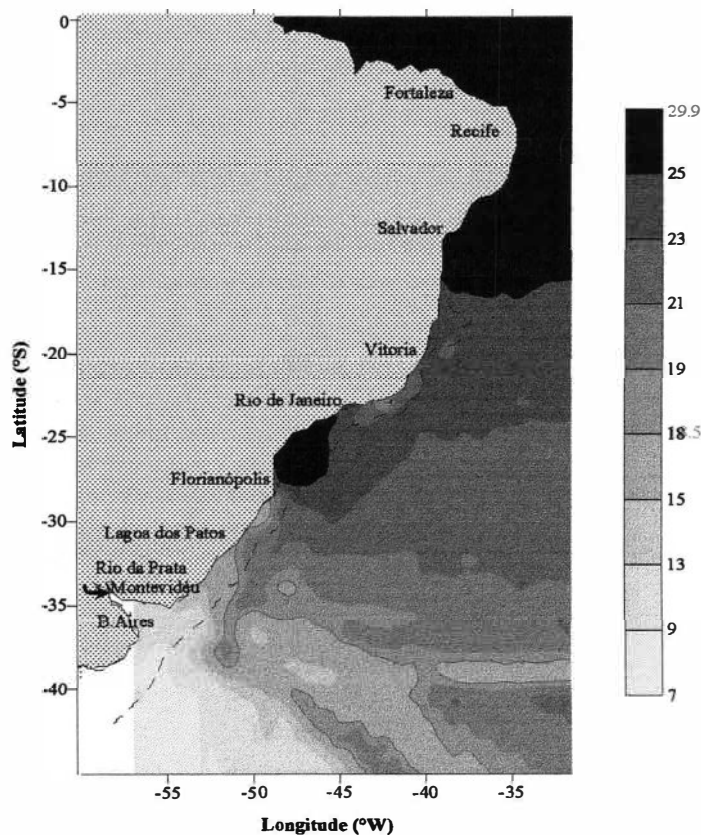 0
-5
-10
-15
-20
-25
-30
-35
-40
Latitude (°S)
Fortaleza
Recife
Salvador
Vitoria
Rio de Janeiro
Florianópolis
Lagoa dos Patos
Rio da Prata
Montevidéu
B.Aires
-55
-50
-45
-40
-35
Longitude (°W)
29.9
25
23
21
19
18.5
15
13
9
7